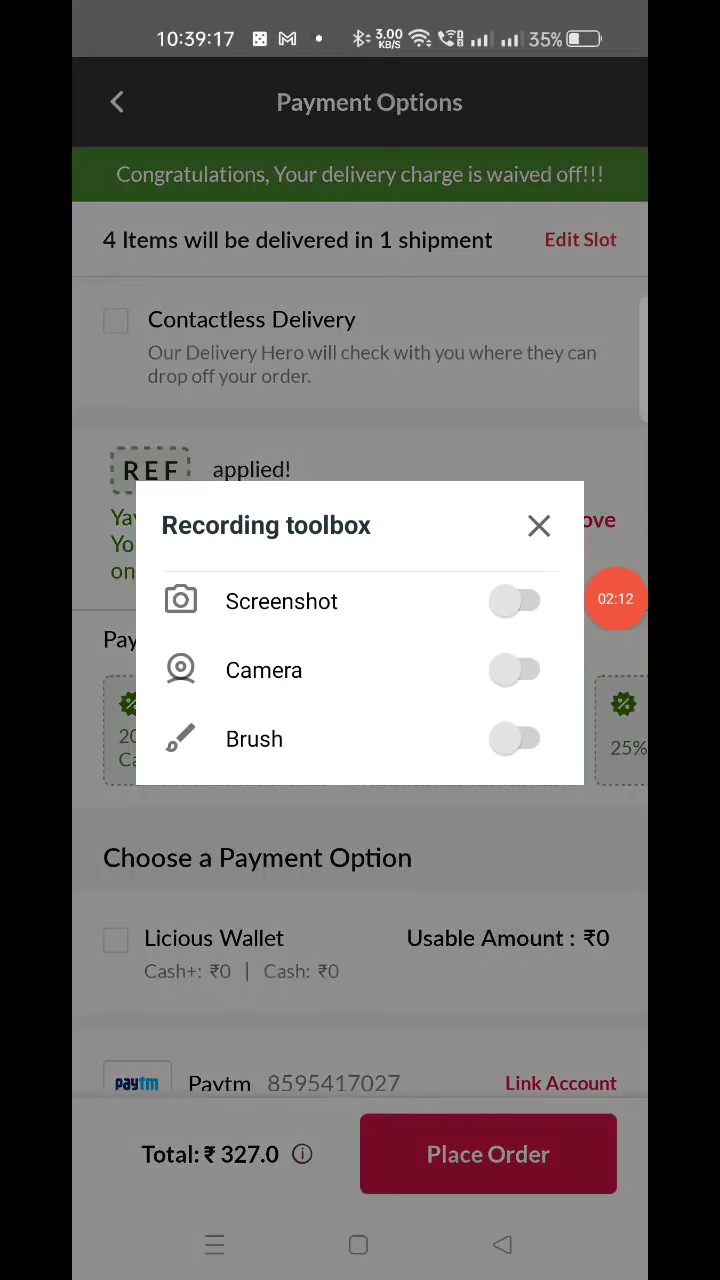 10:39:17 3.00 KB/S 35%
Payment Options
Congratulations, Your delivery charge is waived off!!!
4 Items will be delivered in 1 shipment Edit Slot
Contactless Delivery
Our Delivery Hero will check with you where they can
drop off your order.
REF applied!
Recording toolbox
02:12
Screenshot
Camera
Brush
25%
Choose a Payment Option
Licious Wallet Usable Amount : ₹0
Cash+: ₹0 | Cash: ₹0
paytm Paytm 8595417027 Link Account
Total: ₹ 327.0 Place Order